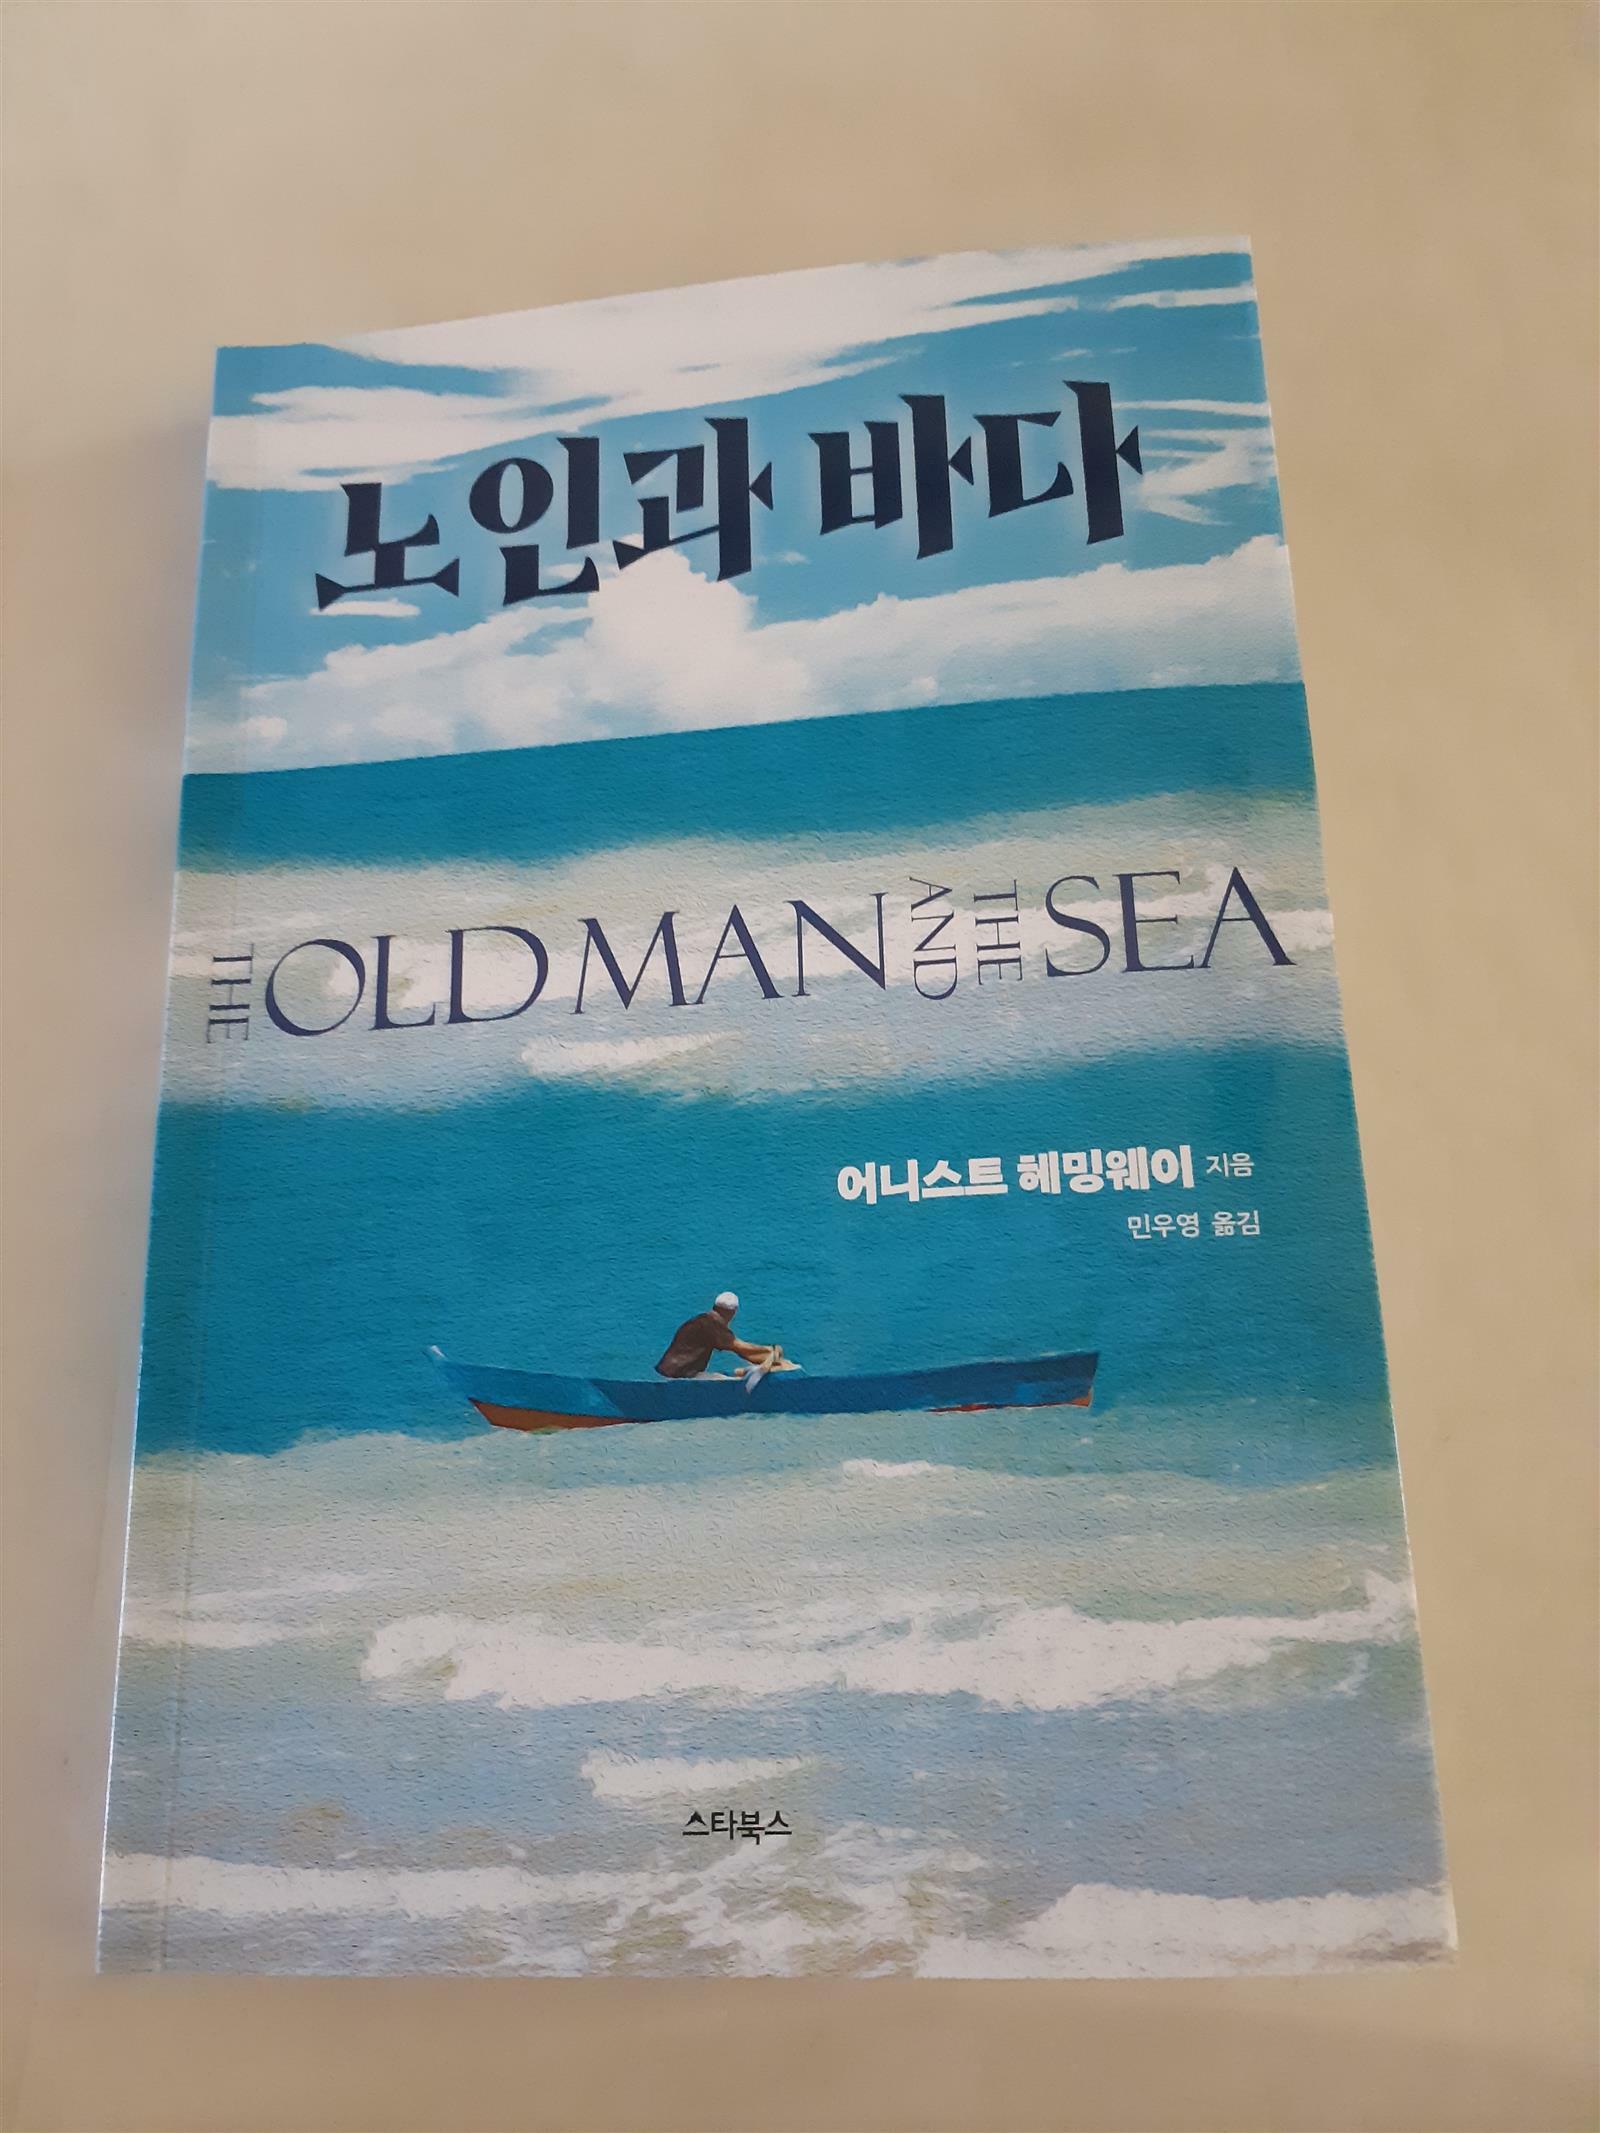 노인과 바다
THE OLD MAN AND THE SEA
어니스트 헤밍웨이 지음
민우영 옮김
스타북스